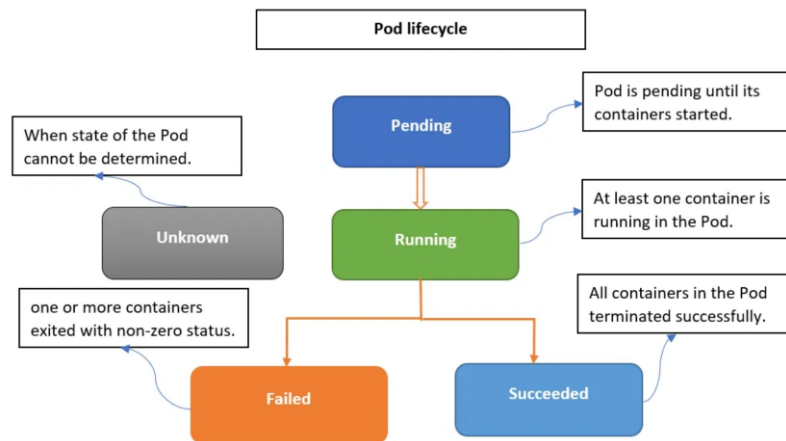 Pod lifecycle
Pending
Pod is pending until its
containers started.
When state of the Pod
cannot be determined.
Unknown
Running
At least one container is
running in the Pod.
one or more containers
exited with non-zero status.
All containers in the Pod
terminated successfully.
Failed
Succeeded